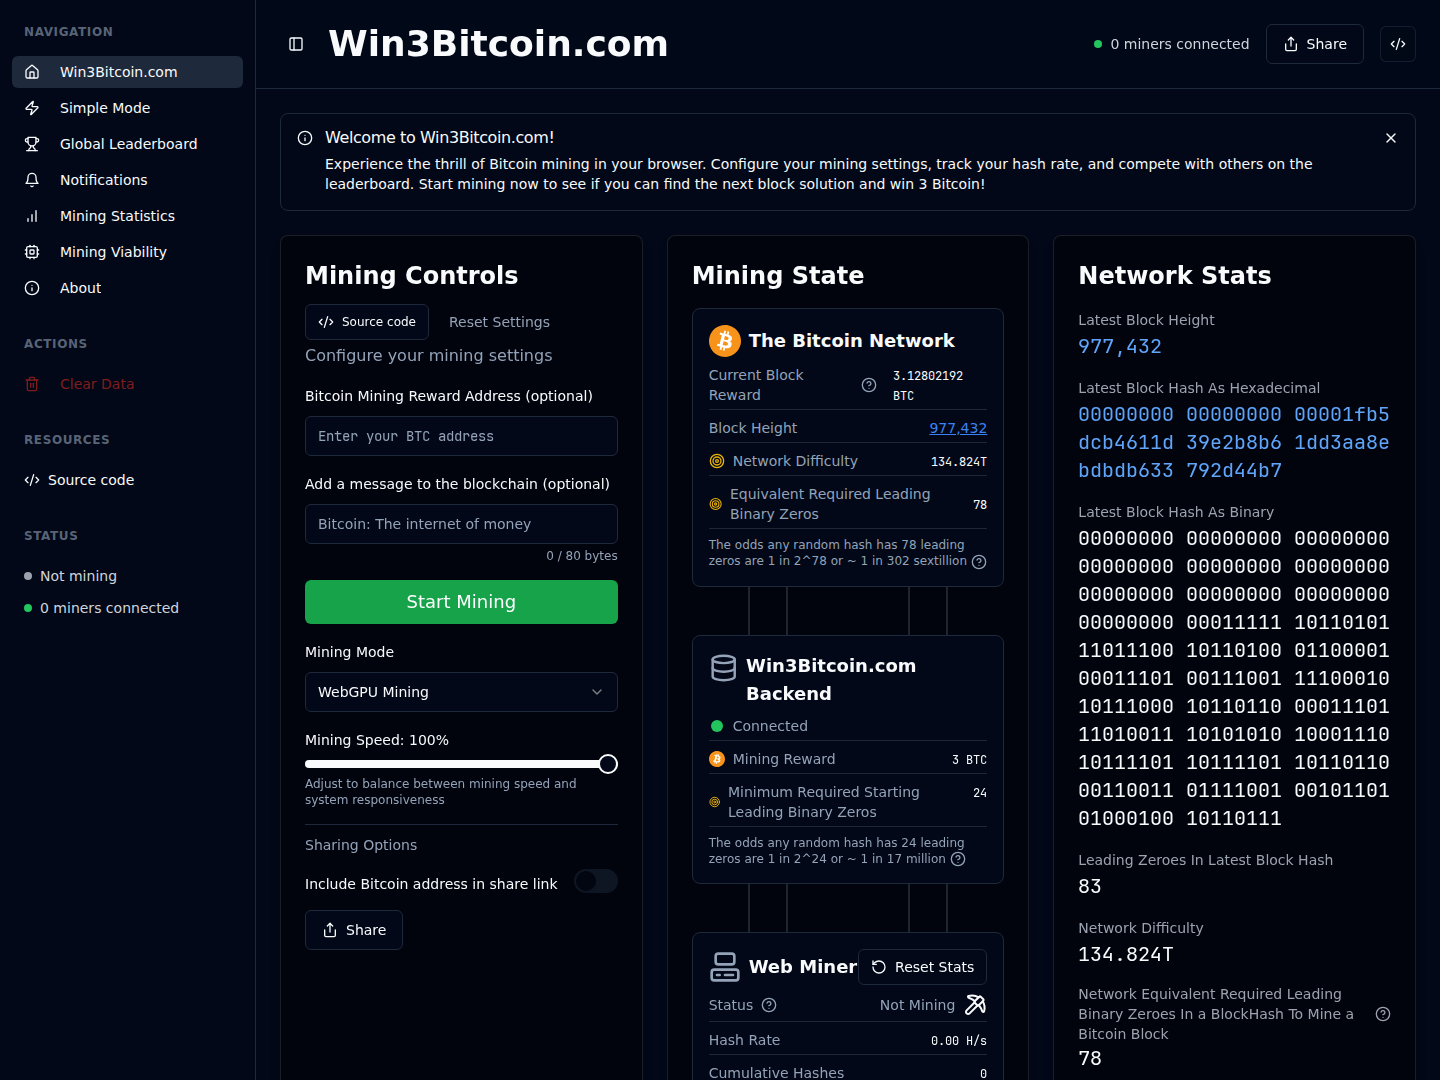 NAVIGATION
Win3Bitcoin.com
Simple Mode
Global Leaderboard
Notifications
Mining Statistics
Mining Viability
About
ACTIONS
Clear Data
RESOURCES
Source code
STATUS
Not mining
0 miners connected
Win3Bitcoin.com
0 miners connected
Share
Welcome to Win3Bitcoin.com!
Experience the thrill of Bitcoin mining in your browser. Configure your mining settings, track your hash rate, and compete with others on the
leaderboard. Start mining now to see if you can find the next block solution and win 3 Bitcoin!
Mining Controls
Source code
Reset Settings
Configure your mining settings
Bitcoin Mining Reward Address (optional)
Enter your BTC address
Add a message to the blockchain (optional)
Bitcoin: The internet of money
0 / 80 bytes
Start Mining
Mining Mode
WebGPU Mining
Mining Speed: 100%
Adjust to balance between mining speed and
system responsiveness
Sharing Options
Include Bitcoin address in share link
Share
Mining State
The Bitcoin Network
Current Block
Reward
3.12802192
BTC
Block Height
977,432
Network Difficulty
134.824T
Equivalent Required Leading
Binary Zeros
78
The odds any random hash has 78 leading
zeros are 1 in 2^78 or ~ 1 in 302 sextillion
Win3Bitcoin.com
Backend
Connected
Mining Reward
3 BTC
Minimum Required Starting
Leading Binary Zeros
24
The odds any random hash has 24 leading
zeros are 1 in 2^24 or ~ 1 in 17 million
Web Miner
Reset Stats
Status
Not Mining
Hash Rate
0.00 H/s
Cumulative Hashes
0
Network Stats
Latest Block Height
977,432
Latest Block Hash As Hexadecimal
00000000 00000000 00001fb5
dcb4611d 39e2b8b6 1dd3aa8e
bdbdb633 792d44b7
Latest Block Hash As Binary
00000000 00000000 00000000
00000000 00000000 00000000
00000000 00000000 00000000
00000000 00011111 10110101
11011100 10110100 01100001
00011101 00111001 11100010
10111000 10110110 00011101
11010011 10101010 10001110
10111101 10111101 10110110
00110011 01111001 00101101
01000100 10110111
Leading Zeroes In Latest Block Hash
83
Network Difficulty
134.824T
Network Equivalent Required Leading
Binary Zeroes In a BlockHash To Mine a
Bitcoin Block
78